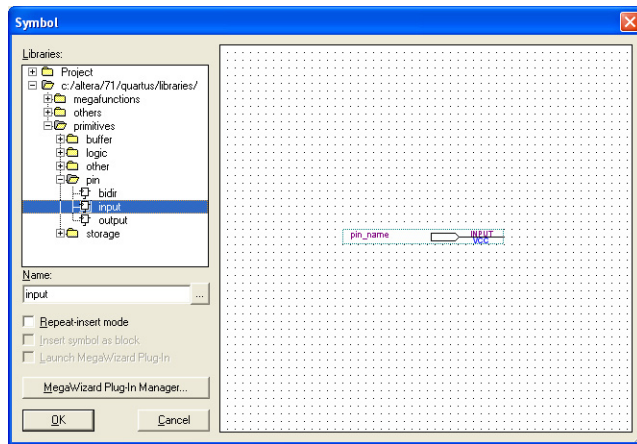 Symbol
Libraries:
Project
c:/altera/71/quartus/libraries/
megafunctions
others
primitives
buffer
logic
other
pin
bidir
input
output
storage
Name:
input
...
Repeat-insert mode
Insert symbol as block
Launch MegaWizard Plug-In
MegaWizard Plug-In Manager...
OK
Cancel
pin_name
INPUT
VCC